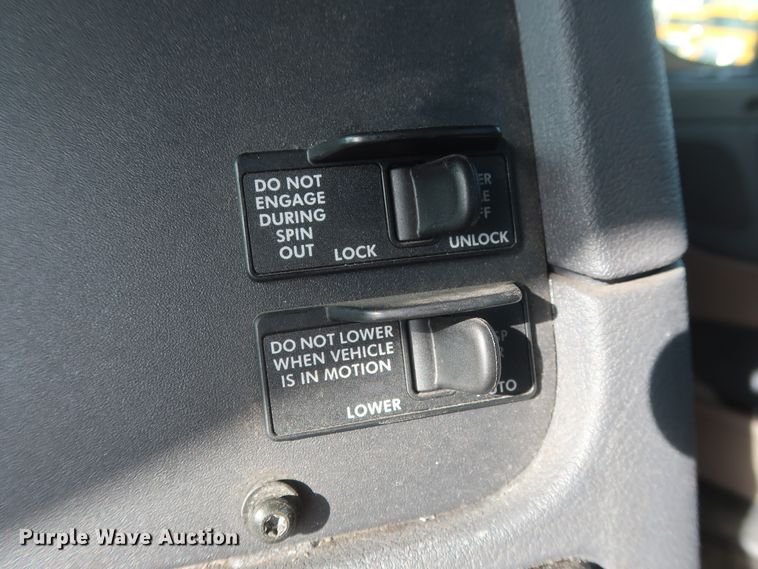 DO NOT
ENGAGE
DURING
SPIN
OUT
LOCK
UNLOCK
DO NOT LOWER
WHEN VEHICLE
IS IN MOTION
LOWER
Purple Wave Auction